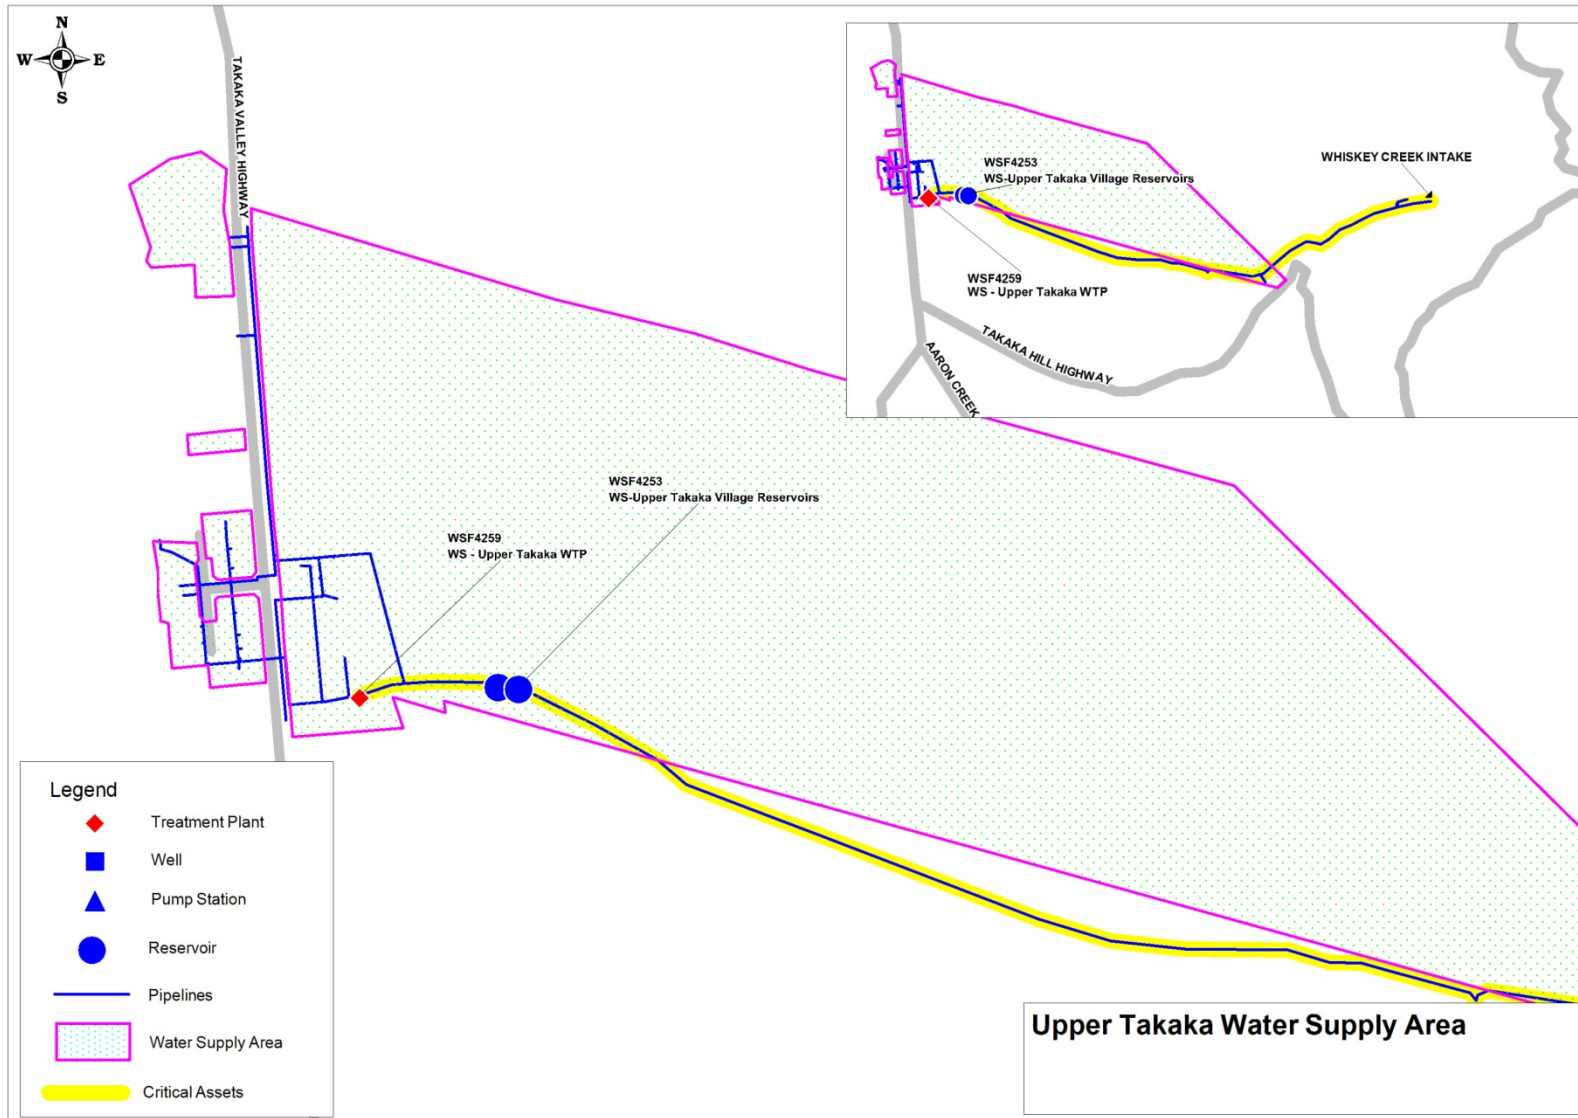 N
W E
S
TAKAKA VALLEY HIGHWAY
WSF4253
WS-Upper Takaka Village Reservoirs
WHISKEY CREEK INTAKE
WSF4259
WS - Upper Takaka WTP
TAKAKA HILL HIGHWAY
AARON CREEK
WSF4253
WS-Upper Takaka Village Reservoirs
WSF4259
WS - Upper Takaka WTP
Legend
Treatment Plant
Well
Pump Station
Reservoir
Pipelines
Water Supply Area
Critical Assets
Upper Takaka Water Supply Area